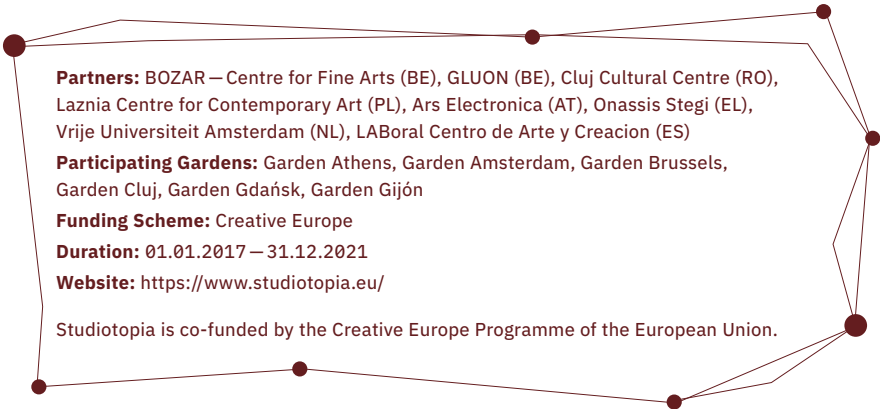 Partners: BOZAR — Centre for Fine Arts (BE), GLUON (BE), Cluj Cultural Centre (RO),
Laznia Centre for Contemporary Art (PL), Ars Electronica (AT), Onassis Stegi (EL),
Vrije Universiteit Amsterdam (NL), LABoral Centro de Arte y Creacion (ES)
Participating Gardens: Garden Athens, Garden Amsterdam, Garden Brussels,
Garden Cluj, Garden Gdańsk, Garden Gijón
Funding Scheme: Creative Europe
Duration: 01.01.2017 — 31.12.2021
Website: https://www.studiotopia.eu/
Studiotopia is co-funded by the Creative Europe Programme of the European Union.